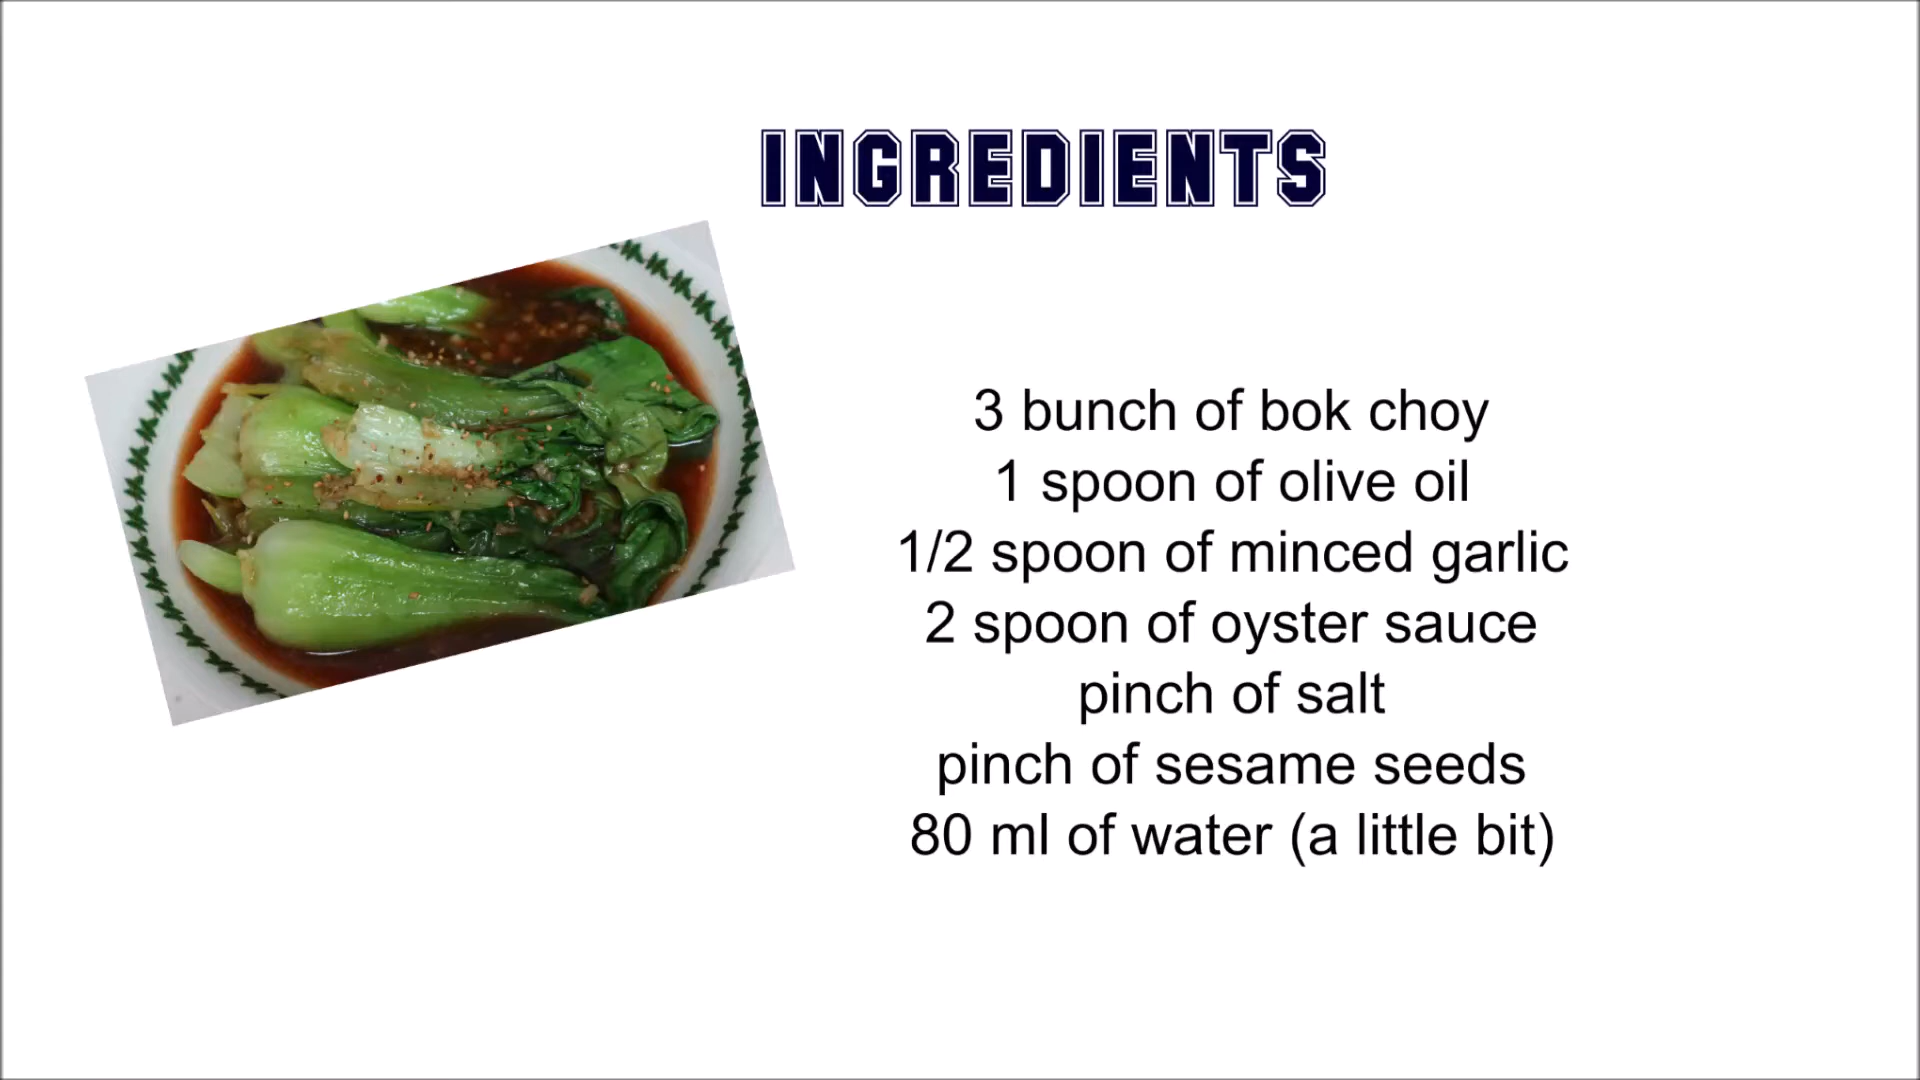 INGREDIENTS
3 bunch of bok choy
1 spoon of olive oil
1/2 spoon of minced garlic
2 spoon of oyster sauce
pinch of salt
pinch of sesame seeds
80 ml of water (a little bit)